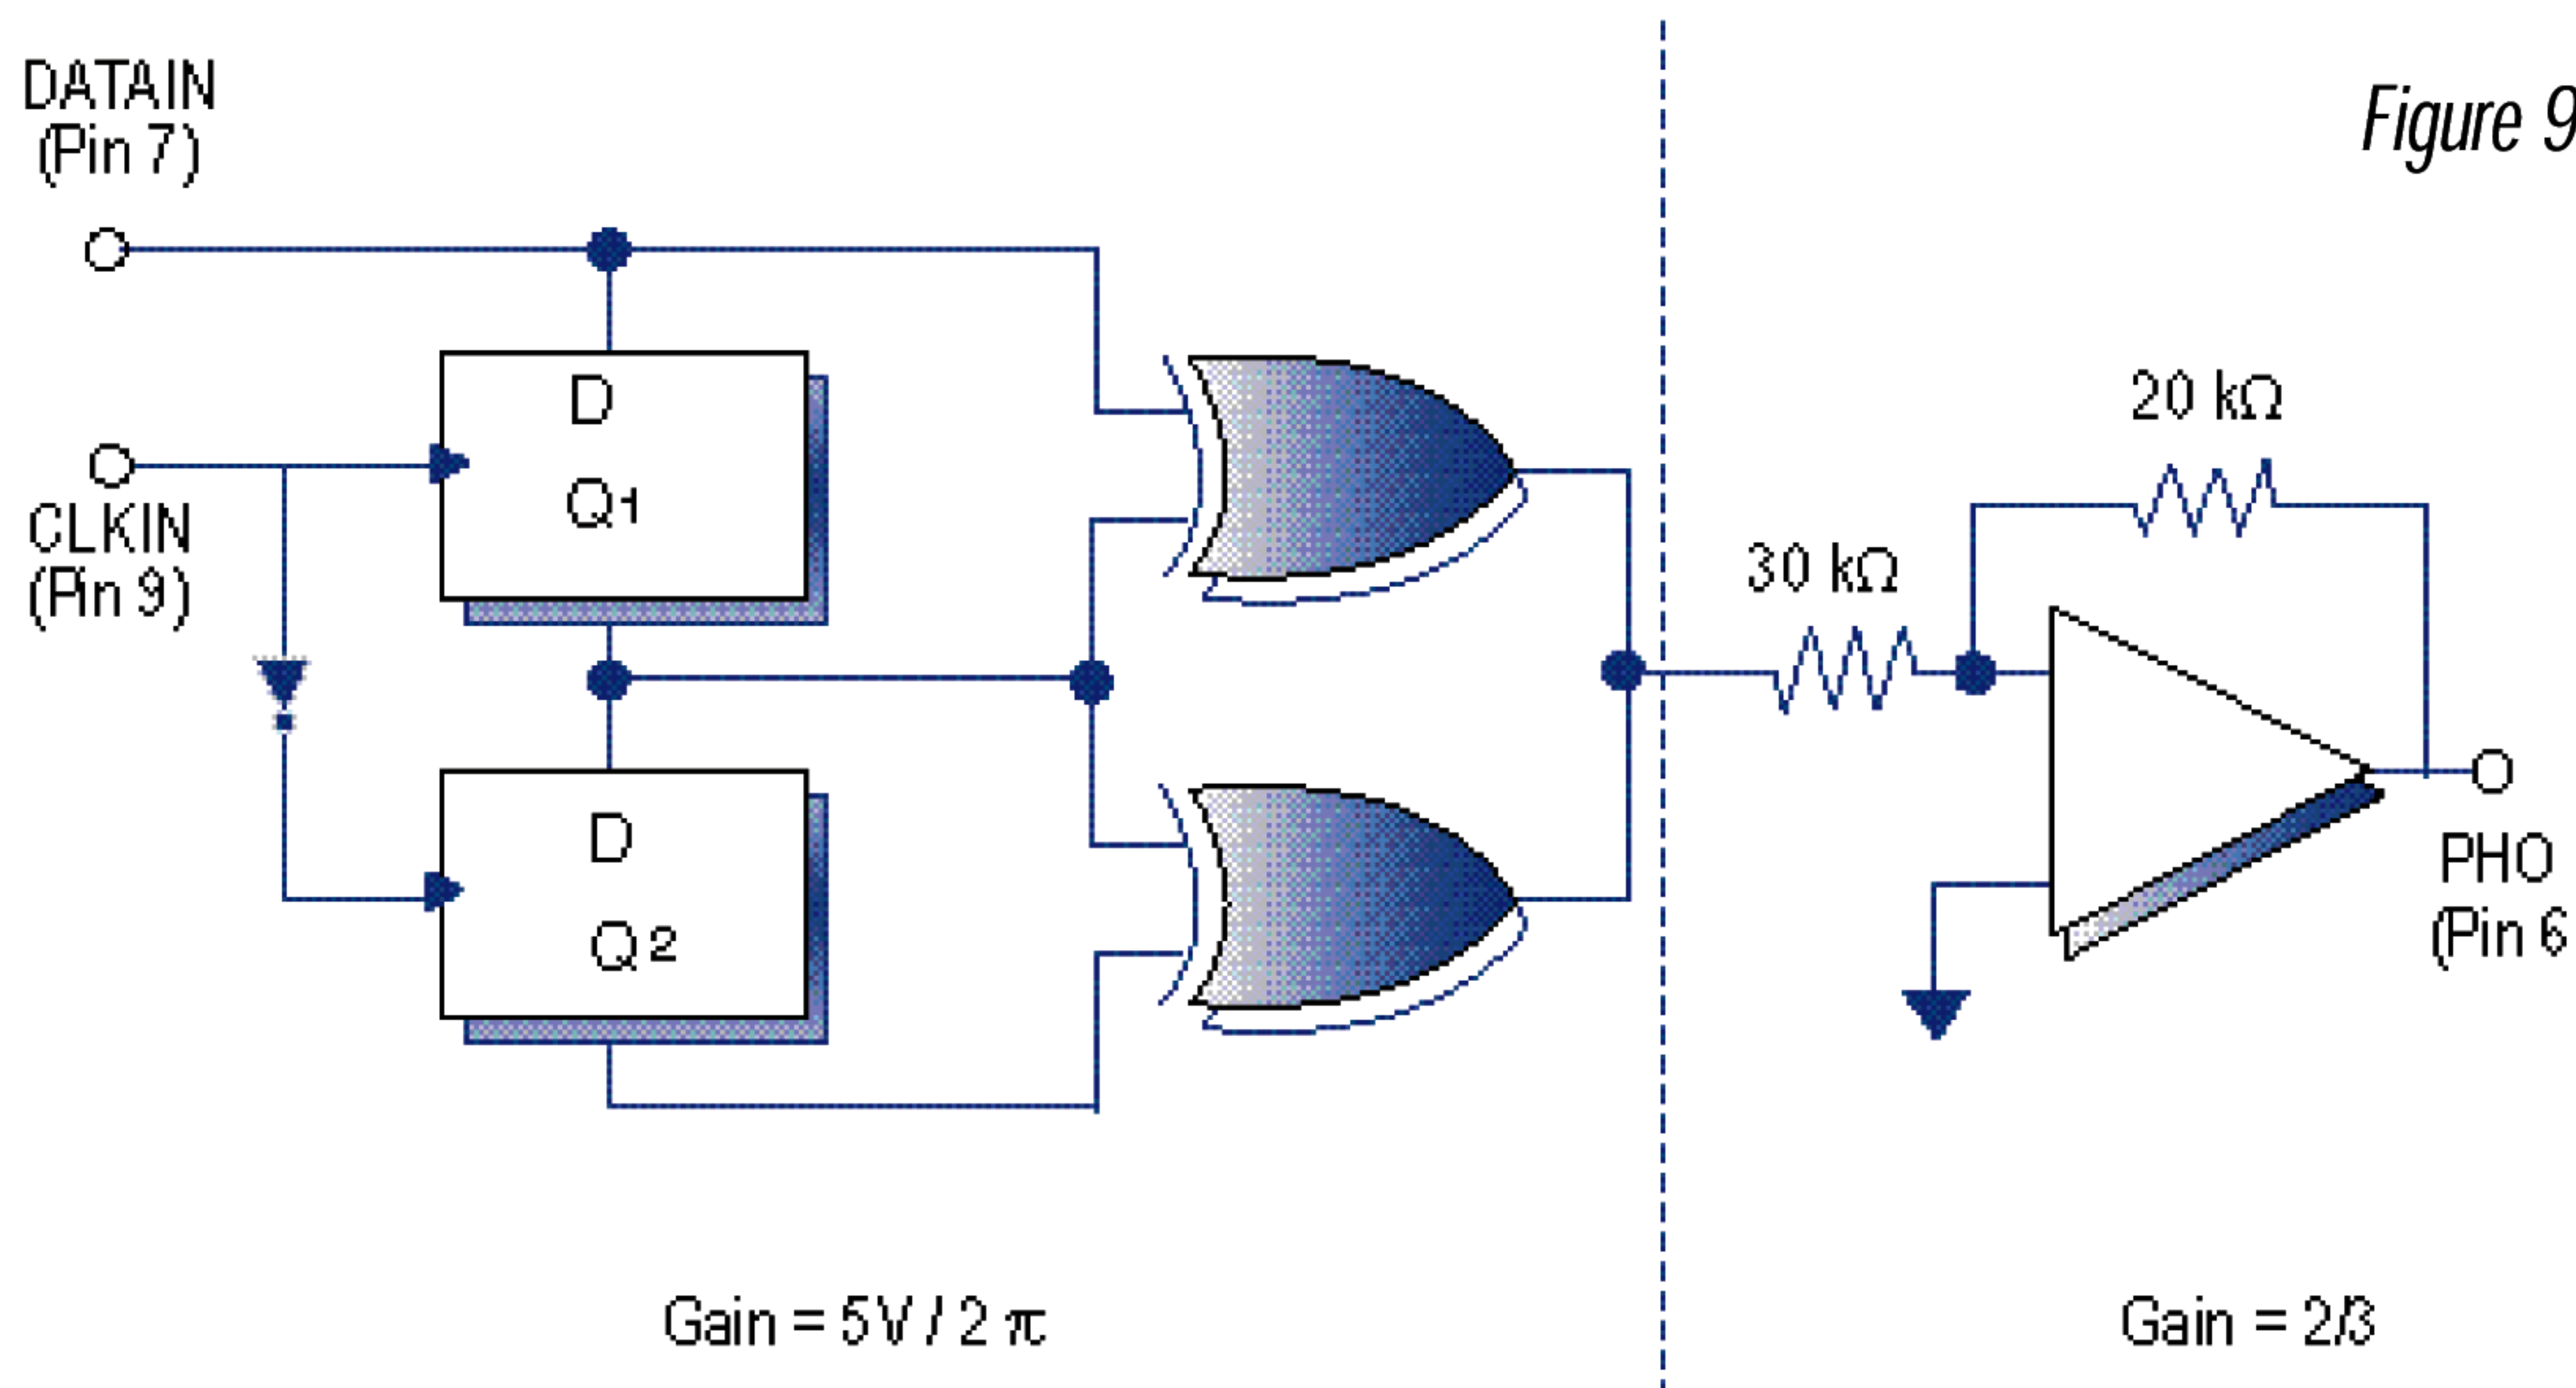 DATAIN
(Pin 7)
Figure 9
D
Q1
CLKIN
(Pin 9)
20 kΩ
30 kΩ
D
Q2
PHO
(Pin 6
Gain = 5V / 2 π
Gain = 2/3